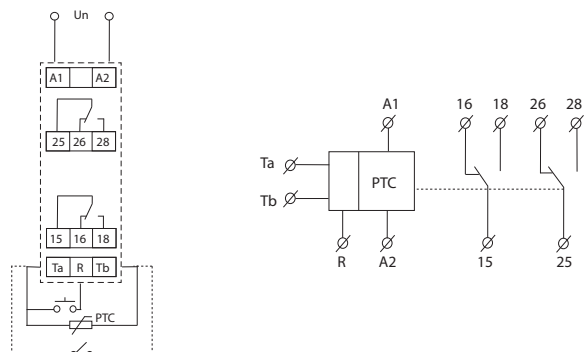 Un
A1 A2
25 26 28
15 16 18
Ta R Tb
PTC
A1 16 18 26 28
Ta
PTC
Tb
R A2 15 25